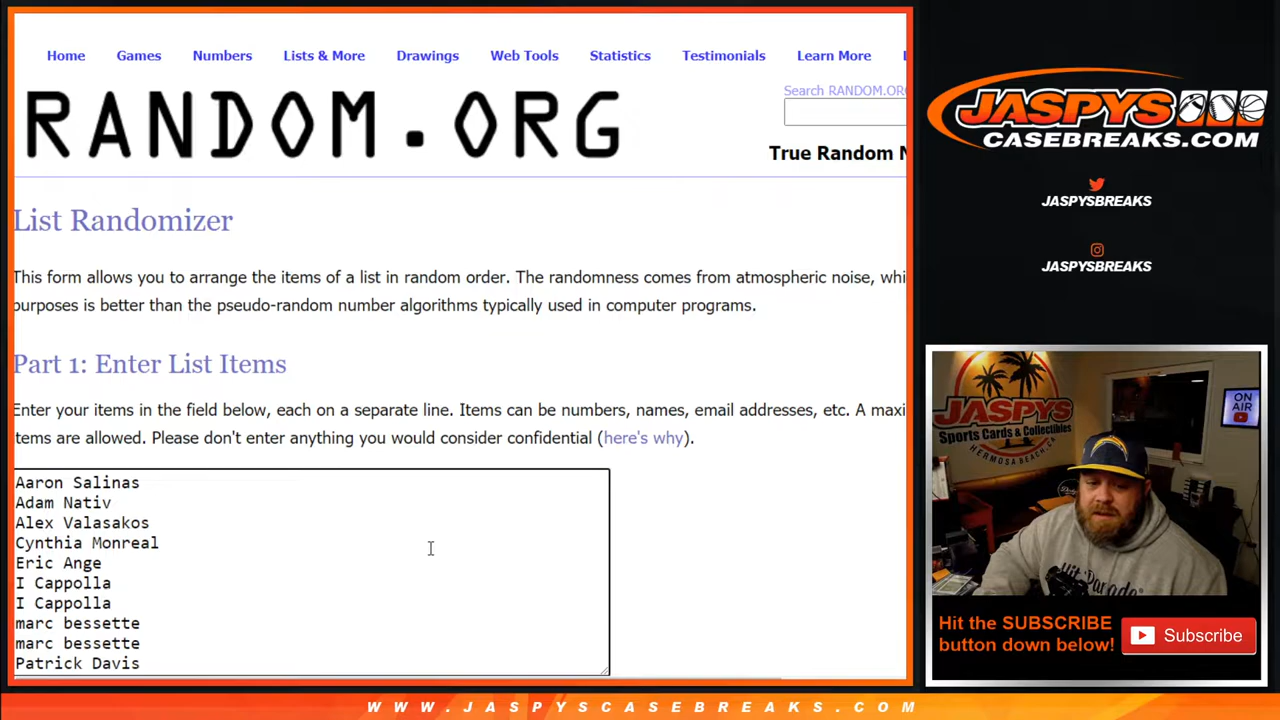 Home Games Numbers Lists & More Drawings Web Tools Statistics Testimonials Learn More
RANDOM.ORG
Search RANDOM.ORG
True Random N
List Randomizer
This form allows you to arrange the items of a list in random order. The randomness comes from atmospheric noise, whi
purposes is better than the pseudo-random number algorithms typically used in computer programs.
Part 1: Enter List Items
Enter your items in the field below, each on a separate line. Items can be numbers, names, email addresses, etc. A maxi
items are allowed. Please don't enter anything you would consider confidential (here's why).
Aaron Salinas
Adam Nativ
Alex Valasakos
Cynthia Monreal
Eric Ange
I Cappolla
I Cappolla
marc bessette
marc bessette
Patrick Davis
JASPYS
CASEBREAKS.COM
JASPYSBREAKS
JASPYSBREAKS
JASPYS
Sports Cards & Collectibles
HERMOSA BEACH, CA
ON
AIR
Hit Parade
Hit the SUBSCRIBE
button down below!
Subscribe
WWW.JASPYSCASEBREAKS.COM